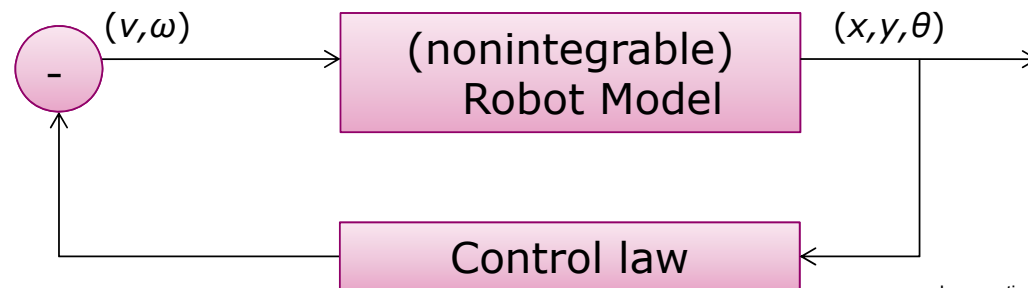 (v,ω)
(x,y,θ)
-
(nonintegrable)
Robot Model
Control law